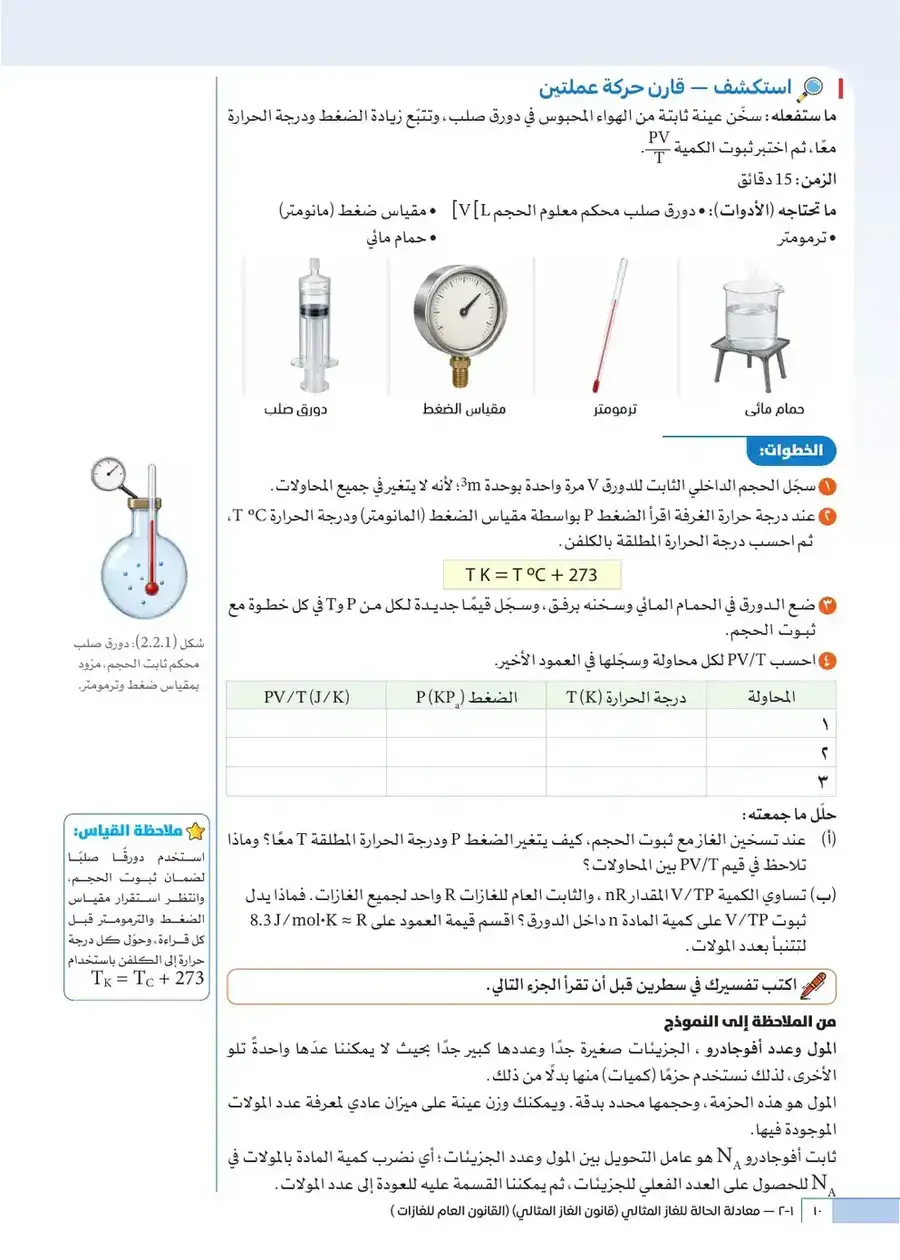 استكشف — قارن حركة عملتين
ما ستفعله: سخّن عينة ثابتة من الهواء المحبوس في دورق صلب، وتتبّع زيادة الضغط ودرجة الحرارة
معًا، ثم اختبر ثبوت الكمية PV/T.
الزمن: 15 دقائق
ما تحتاجه (الأدوات): • دورق صلب محكم معلوم الحجم V [L] • مقياس ضغط (مانومتر)
• ترمومتر • حمام مائي
حمام مائى
ترمومتر
مقياس الضغط
دورق صلب
الخطوات:
١ سجّل الحجم الداخلي الثابت للدورق V مرة واحدة بوحدة m³؛ لأنه لا يتغير في جميع المحاولات.
٢ عند درجة حرارة الغرفة اقرأ الضغط P بواسطة مقياس الضغط (المانومتر) ودرجة الحرارة T ºC،
ثم احسب درجة الحرارة المطلقة بالكلفن.
T K = T ºC + 273
٣ ضع الدورق في الحمام المائي وسخنه برفق، وسجّل قيمًا جديدة لكل من P وT في كل خطوة مع
ثبوت الحجم.
٤ احسب PV/T لكل محاولة وسجّلها في العمود الأخير.
شكل (2.2.1): دورق صلب
محكم ثابت الحجم، مزود
بمقياس ضغط وترمومتر.
المحاولة درجة الحرارة T (K) الضغط P (KPa) PV/T (J/K)
١
٢
٣
حلّل ما جمعته:
(أ) عند تسخين الغاز مع ثبوت الحجم، كيف يتغير الضغط P ودرجة الحرارة المطلقة T معًا؟ وماذا
تلاحظ في قيم PV/T بين المحاولات؟
(ب) تساوي الكمية V/TP المقدار nR، والثابت العام للغازات R واحد لجميع الغازات. فماذا يدل
ثبوت V/TP على كمية المادة n داخل الدورق؟ اقسم قيمة العمود على R ≈ 8.3 J/mol·K
لتتنبأ بعدد المولات.
ملاحظة القياس:
استخدم دورقًا صلبًا
لضمان ثبوت الحجم،
وانتظر استقرار مقياس
الضغط والترمومتر قبل
كل قراءة، وحوّل كل درجة
حرارة إلى الكلفن باستخدام
TK = TC + 273
اكتب تفسيرك في سطرين قبل أن تقرأ الجزء التالي.
من الملاحظة إلى النموذج
المول وعدد أفوجادرو ، الجزيئات صغيرة جدًا وعددها كبير جدًا بحيث لا يمكننا عدّها واحدةً تلو
الأخرى، لذلك نستخدم حزمًا (كميات) منها بدلًا من ذلك.
المول هو هذه الحزمة، وحجمها محدد بدقة. ويمكنك وزن عينة على ميزان عادي لمعرفة عدد المولات
الموجودة فيها.
ثابت أفوجادرو NA هو عامل التحويل بين المول وعدد الجزيئات؛ أي نضرب كمية المادة بالمولات في
NA للحصول على العدد الفعلي للجزيئات، ثم يمكننا القسمة عليه للعودة إلى عدد المولات.
١٠ ٢-١ — معادلة الحالة للغاز المثالي (قانون الغاز المثالي) (القانون العام للغازات )